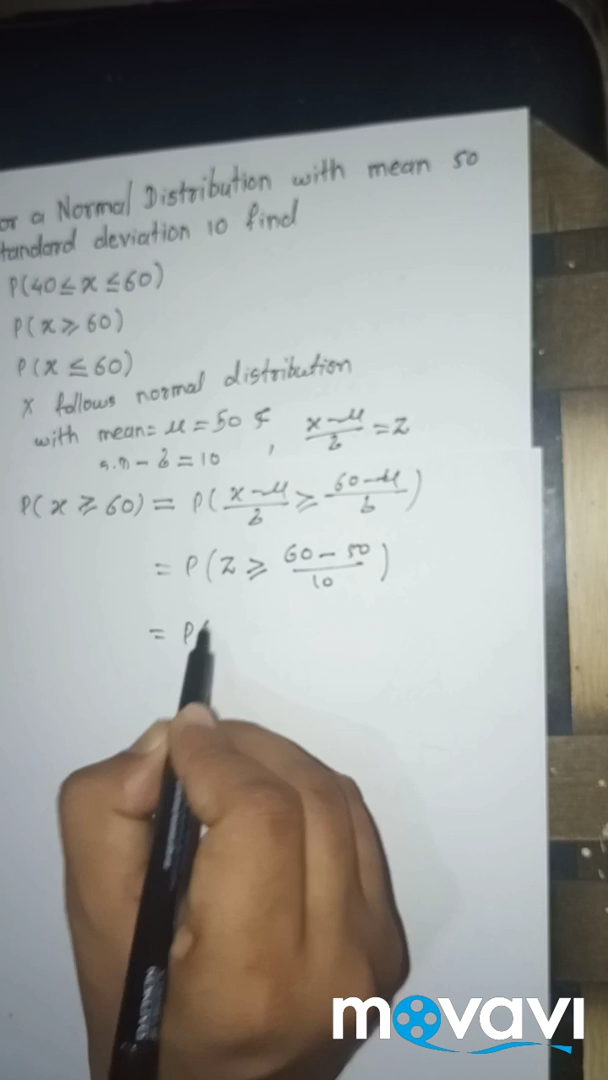 or a Normal Distribution with mean 50
tandard deviation 10 find
P(40 ≤ x ≤ 60)
P(x ≥ 60)
P(x ≤ 60)
X follows normal distribution
with mean = μ = 50 & , (x-μ)/σ = Z
S.D - σ = 10
P(x ≥ 60) = P((x-μ)/σ ≥ (60-μ)/σ)
= P(Z ≥ (60-50)/10)
= P(
movavi